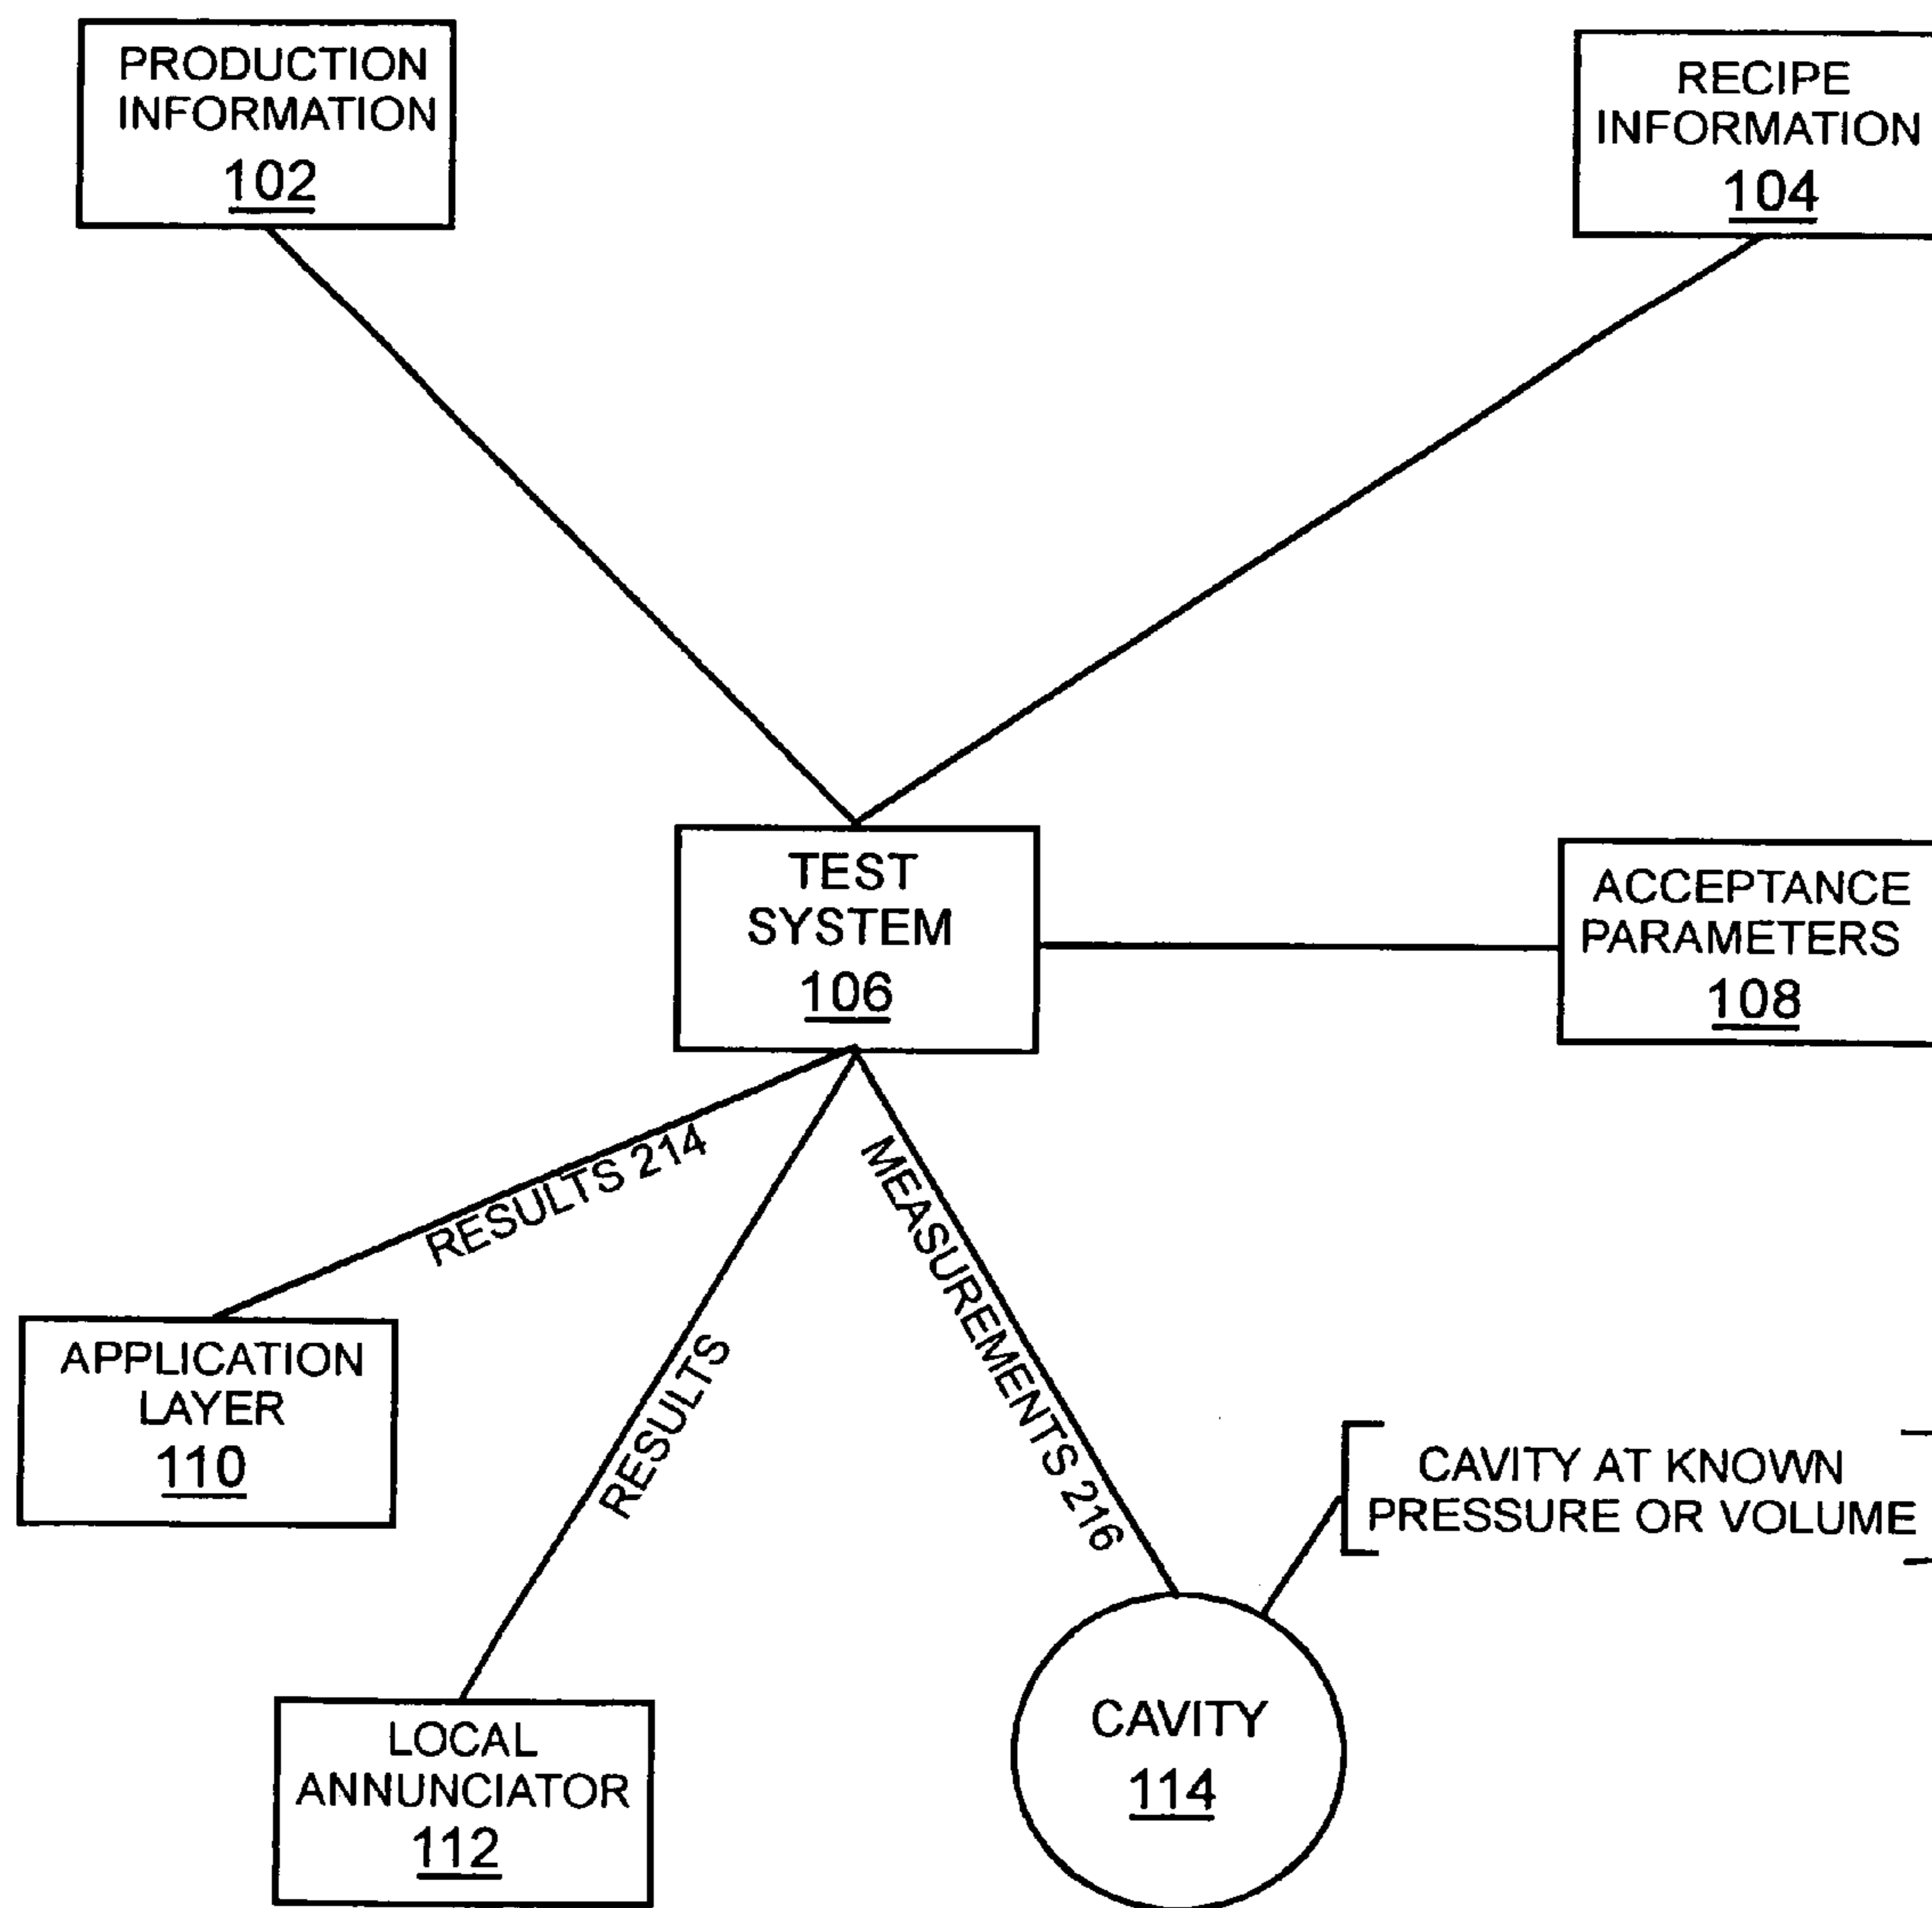 PRODUCTION
INFORMATION
102
RECIPE
INFORMATION
104
TEST
SYSTEM
106
ACCEPTANCE
PARAMETERS
108
RESULTS 214
RESULTS
MEASUREMENTS 216
APPLICATION
LAYER
110
CAVITY AT KNOWN
PRESSURE OR VOLUME
LOCAL
ANNUNCIATOR
112
CAVITY
114